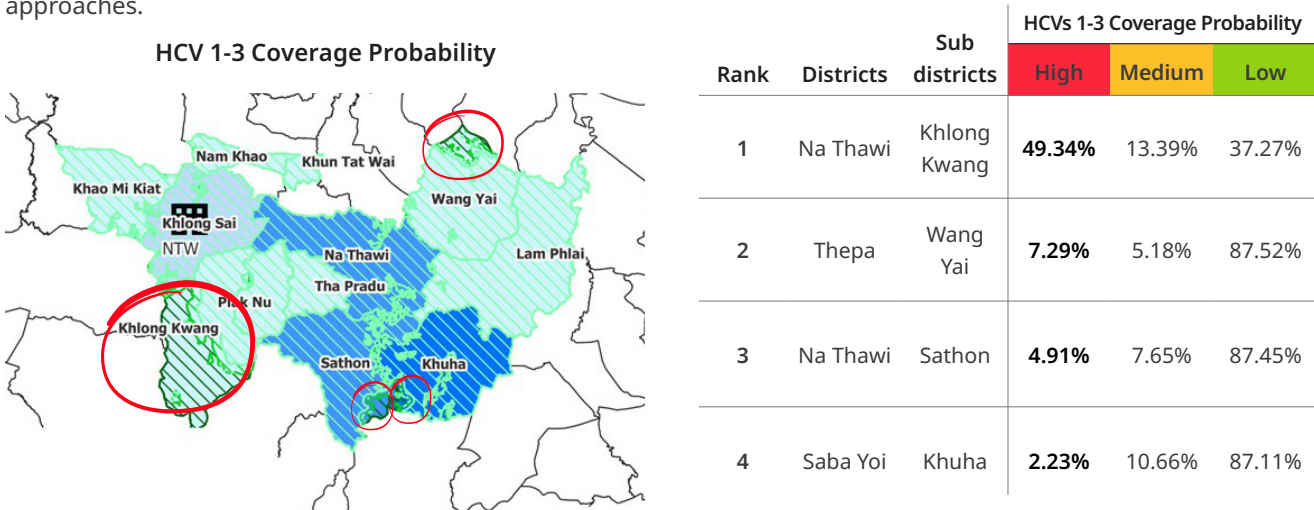 approaches.
HCV 1-3 Coverage Probability
Nam Khao
Khun Tat Wai
Khao Mi Kiat
Wang Yai
Khlong Sai
NTW
Na Thawi
Lam Phlai
Tha Pradu
Plak Nu
Khlong Kwang
Sathon
Khuha
HCVs 1-3 Coverage Probability
Rank Districts Sub districts High Medium Low
1 Na Thawi Khlong Kwang 49.34% 13.39% 37.27%
2 Thepa Wang Yai 7.29% 5.18% 87.52%
3 Na Thawi Sathon 4.91% 7.65% 87.45%
4 Saba Yoi Khuha 2.23% 10.66% 87.11%